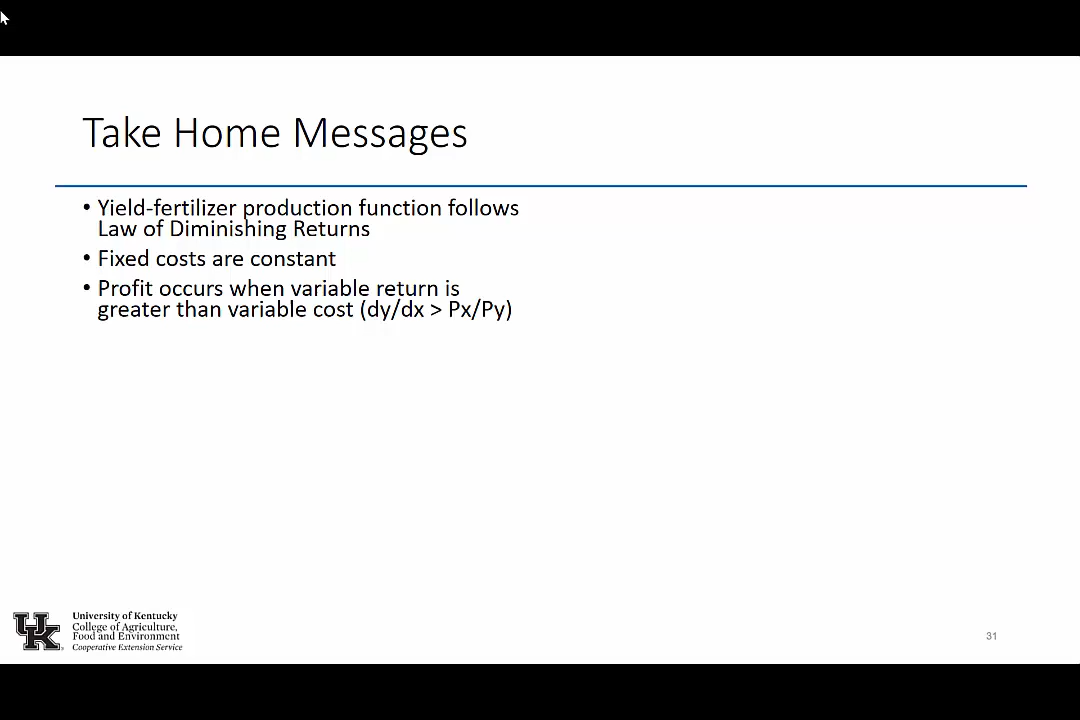 Take Home Messages
• Yield-fertilizer production function follows
Law of Diminishing Returns
• Fixed costs are constant
• Profit occurs when variable return is
greater than variable cost (dy/dx > Px/Py)
UK
University of Kentucky
College of Agriculture,
Food and Environment
Cooperative Extension Service
31